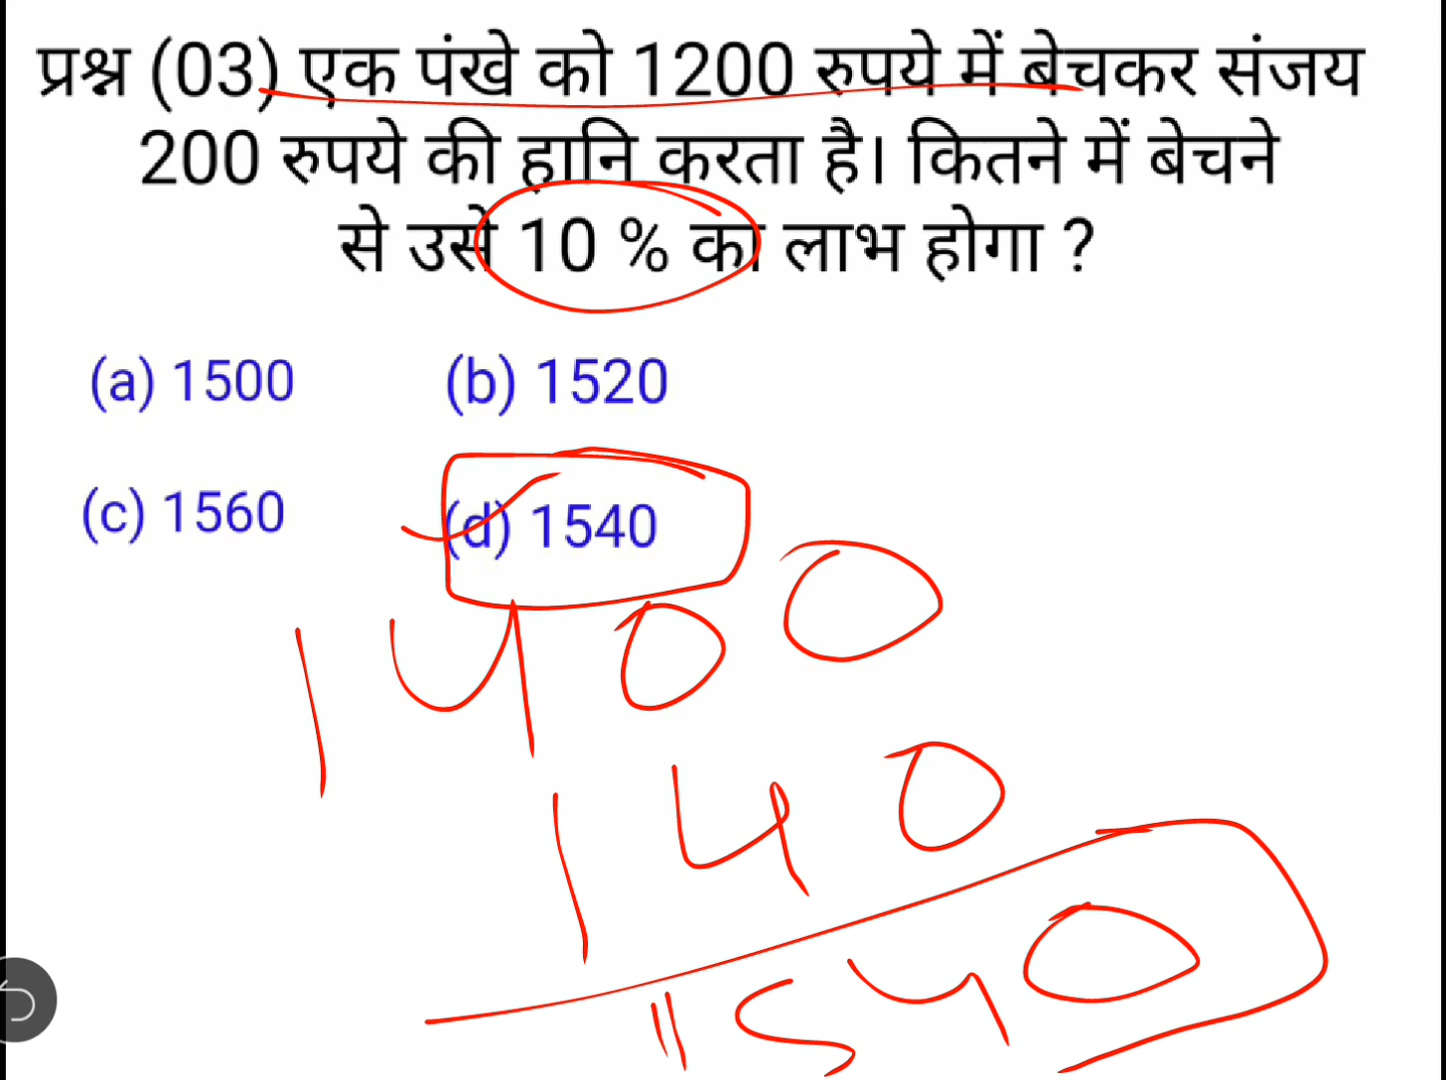 प्रश्न (03) एक पंखे को 1200 रुपये में बेचकर संजय
200 रुपये की हानि करता है। कितने में बेचने
से उसे 10 % का लाभ होगा ?
(a) 1500 (b) 1520
(c) 1560 (d) 1540
1400
140
1540